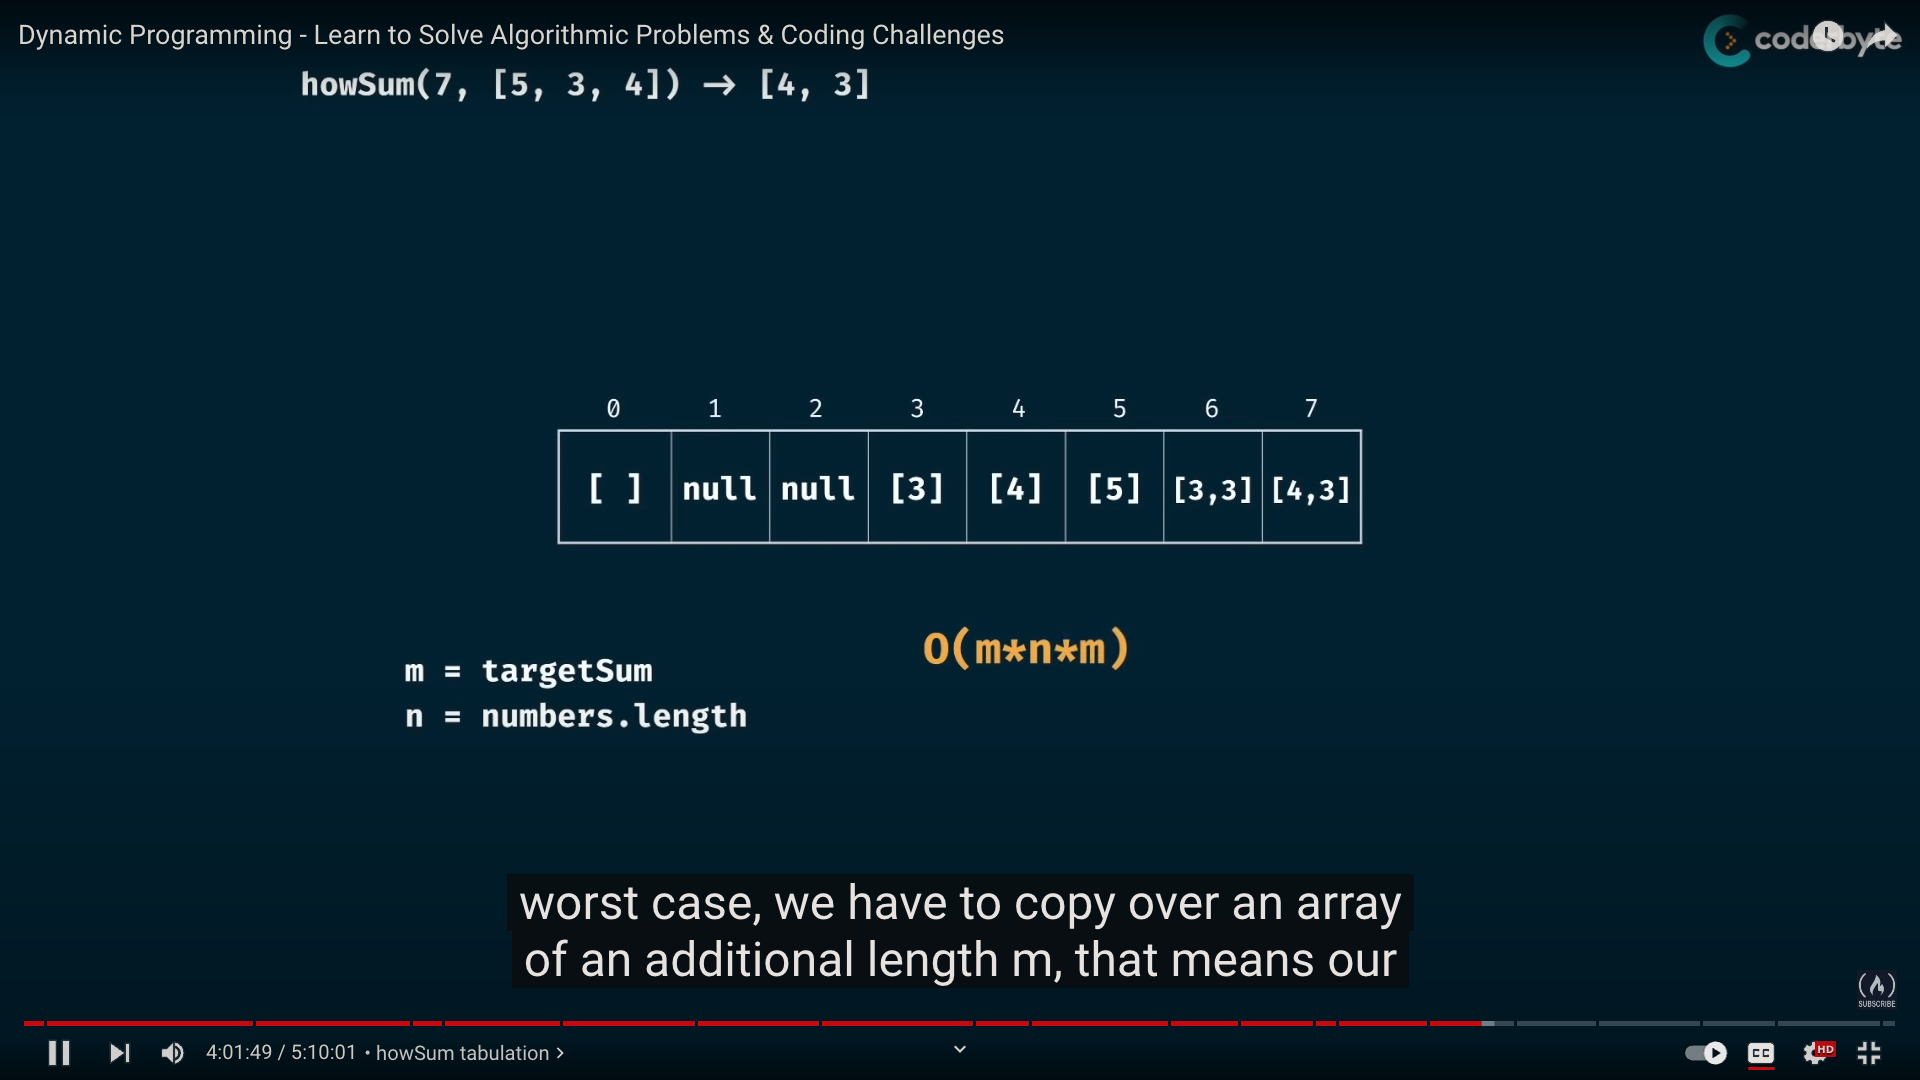 Dynamic Programming - Learn to Solve Algorithmic Problems & Coding Challenges
coderbyte
howSum(7, [5, 3, 4]) → [4, 3]
0 1 2 3 4 5 6 7
[ ] null null [3] [4] [5] [3,3] [4,3]
O(m*n*m)
m = targetSum
n = numbers.length
worst case, we have to copy over an array
of an additional length m, that means our
SUBSCRIBE
4:01:49 / 5:10:01 • howSum tabulation >
CC
HD